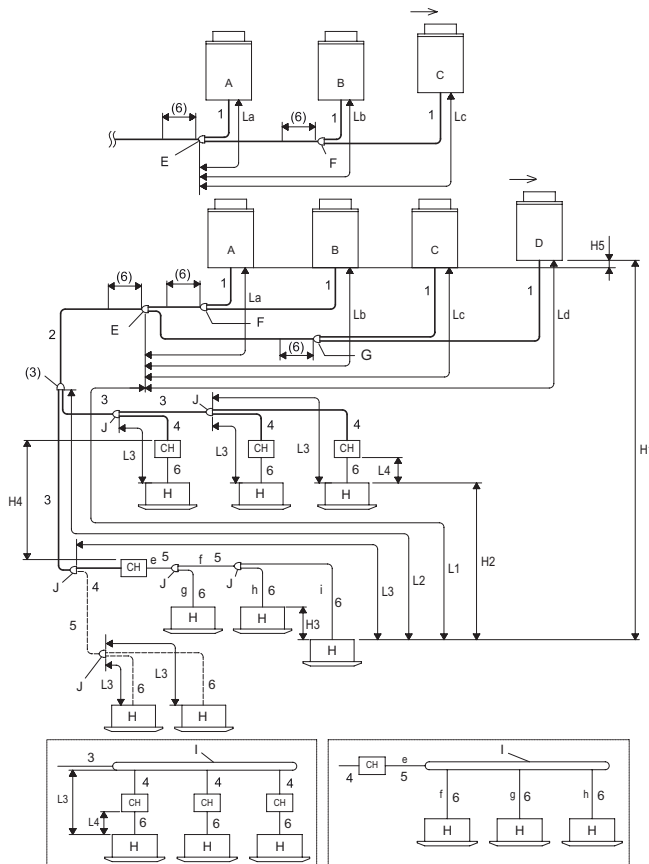 A B C
(6) 1 La (6) 1 Lb 1 Lc
E F
A B C D H5
(6) (6) 1 La 1 Lb 1 Lc 1 Ld
E F
2 (6) G
(3)
3 3 J
J 4 4 4
CH CH CH
L3 6 L3 6 L3 6 L4
H H H
H4 3 H2 H
CH e 5 f 5
J 4 J J i L3 L2 L1
g 6 h 6 6
H H H3
5 H
J
L3 6 L3 6
H H
3 I
4 4 4
L3 CH CH CH
L4 6 6 6
H H H
I
CH e
4 5
f 6 g 6 h 6
H H H